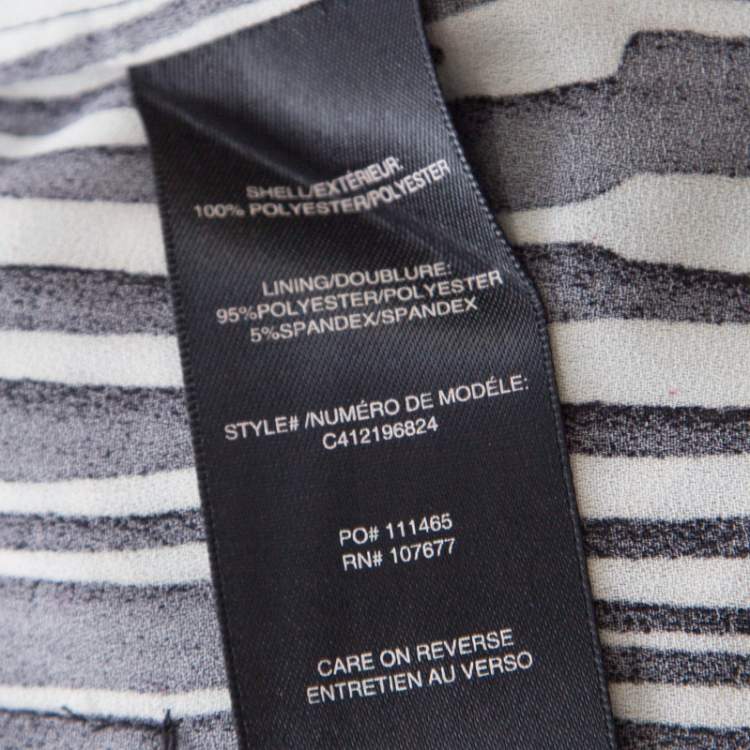 SHELL/EXTÉRIEUR:
100% POLYESTER/POLYESTER
LINING/DOUBLURE:
95%POLYESTER/POLYESTER
5%SPANDEX/SPANDEX
STYLE# /NUMÉRO DE MODÉLE:
C412196824
PO# 111465
RN# 107677
CARE ON REVERSE
ENTRETIEN AU VERSO